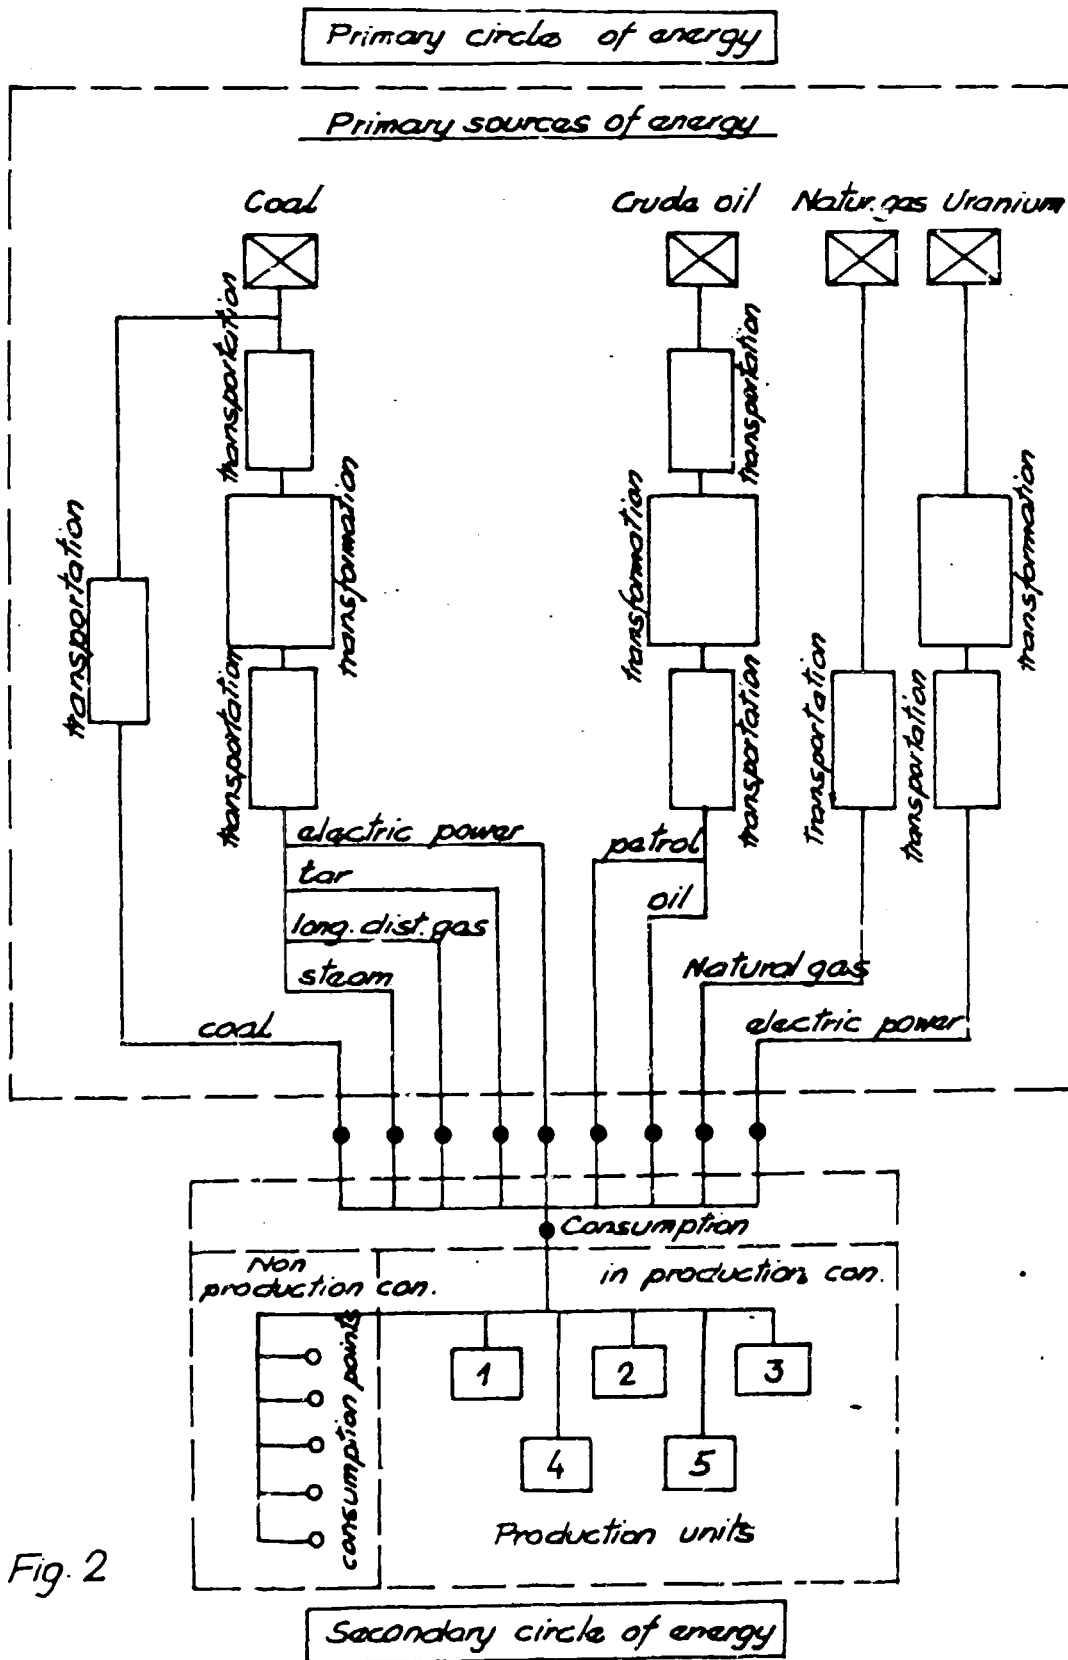 Primary circle of energy
Primary sources of energy
Coal
Crude oil
Natur. gas
Uranium
transportation
transportation
transportation
transformation
transformation
transformation
transportation
transportation
transportation
transportation
transportation
electric power
tar
long. dist. gas
steam
coal
patrol
oil
Natural gas
electric power
Consumption
Non
production con.
in production con.
consumption points
1
2
3
4
5
Production units
Fig. 2
Secondary circle of energy